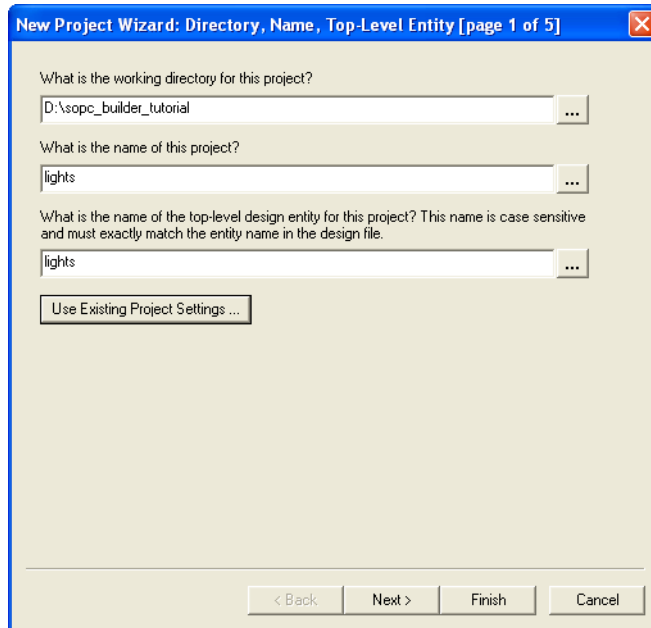 New Project Wizard: Directory, Name, Top-Level Entity [page 1 of 5]
What is the working directory for this project?
D:\sopc_builder_tutorial
...
What is the name of this project?
lights
...
What is the name of the top-level design entity for this project? This name is case sensitive
and must exactly match the entity name in the design file.
lights
...
Use Existing Project Settings ...
< Back
Next >
Finish
Cancel